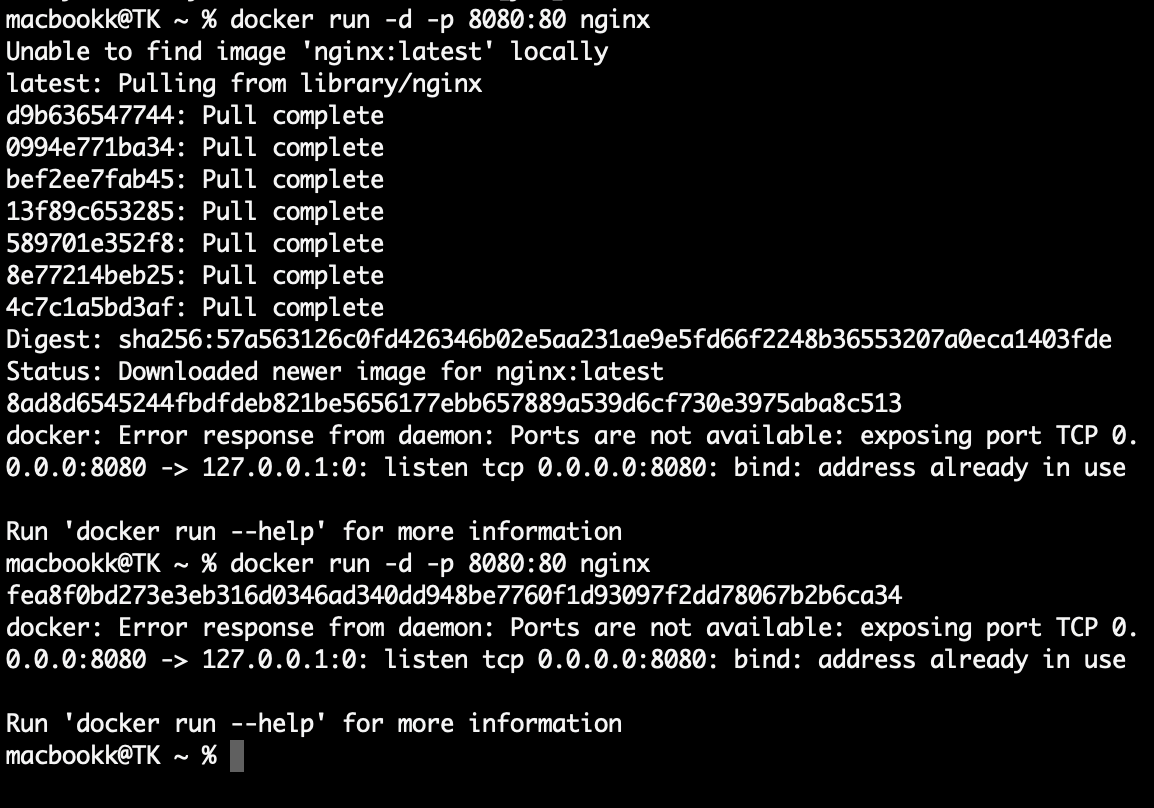 macbookk@TK ~ % docker run -d -p 8080:80 nginx
Unable to find image 'nginx:latest' locally
latest: Pulling from library/nginx
d9b636547744: Pull complete
0994e771ba34: Pull complete
bef2ee7fab45: Pull complete
13f89c653285: Pull complete
589701e352f8: Pull complete
8e77214beb25: Pull complete
4c7c1a5bd3af: Pull complete
Digest: sha256:57a563126c0fd426346b02e5aa231ae9e5fd66f2248b36553207a0eca1403fde
Status: Downloaded newer image for nginx:latest
8ad8d6545244fbdfdeb821be5656177ebb657889a539d6cf730e3975aba8c513
docker: Error response from daemon: Ports are not available: exposing port TCP 0.
0.0.0:8080 -> 127.0.0.1:0: listen tcp 0.0.0.0:8080: bind: address already in use
Run 'docker run --help' for more information
macbookk@TK ~ % docker run -d -p 8080:80 nginx
fea8f0bd273e3eb316d0346ad340dd948be7760f1d93097f2dd78067b2b6ca34
docker: Error response from daemon: Ports are not available: exposing port TCP 0.
0.0.0:8080 -> 127.0.0.1:0: listen tcp 0.0.0.0:8080: bind: address already in use
Run 'docker run --help' for more information
macbookk@TK ~ %